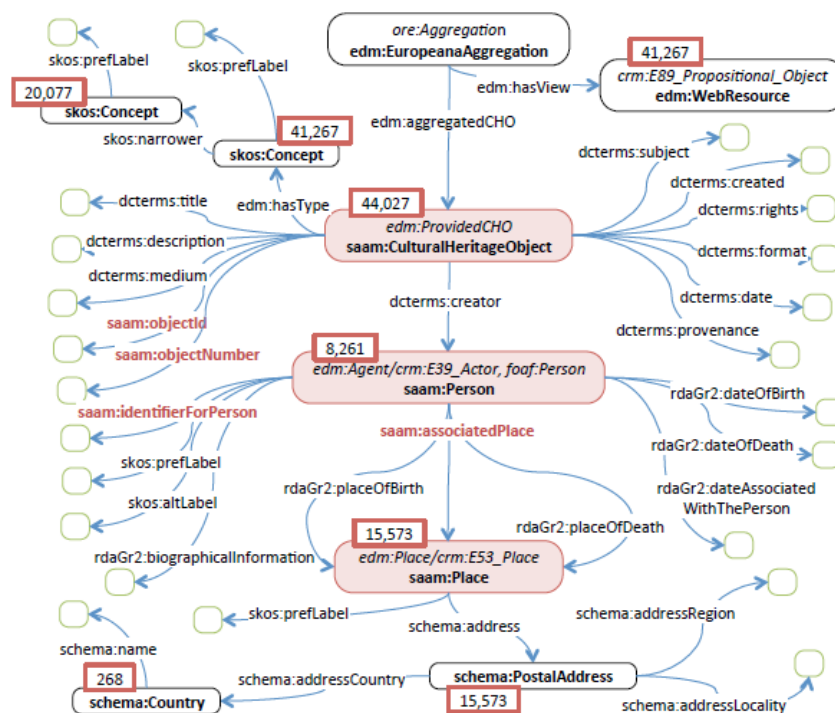 ore:Aggregation
edm:EuropeanaAggregation
41,267
crm:E89_Propositional_Object
edm:WebResource
skos:prefLabel
skos:prefLabel
edm:hasView
20,077
skos:Concept
edm:aggregatedCHO
skos:narrower
41,267
skos:Concept
dcterms:subject
dcterms:created
dcterms:rights
dcterms:format
dcterms:date
dcterms:provenance
edm:hasType
44,027
edm:ProvidedCHO
saam:CulturalHeritageObject
dcterms:title
dcterms:description
dcterms:medium
saam:objectId
saam:objectNumber
dcterms:creator
8,261
edm:Agent/crm:E39_Actor, foaf:Person
saam:Person
saam:identifierForPerson
skos:prefLabel
skos:altLabel
rdaGr2:biographicalInformation
saam:associatedPlace
rdaGr2:placeOfBirth
rdaGr2:placeOfDeath
rdaGr2:dateOfBirth
rdaGr2:dateOfDeath
rdaGr2:dateAssociated
WithThePerson
15,573
edm:Place/crm:E53_Place
saam:Place
skos:prefLabel
schema:address
schema:addressRegion
schema:name
schema:addressCountry
schema:PostalAddress
15,573
schema:addressLocality
268
schema:Country